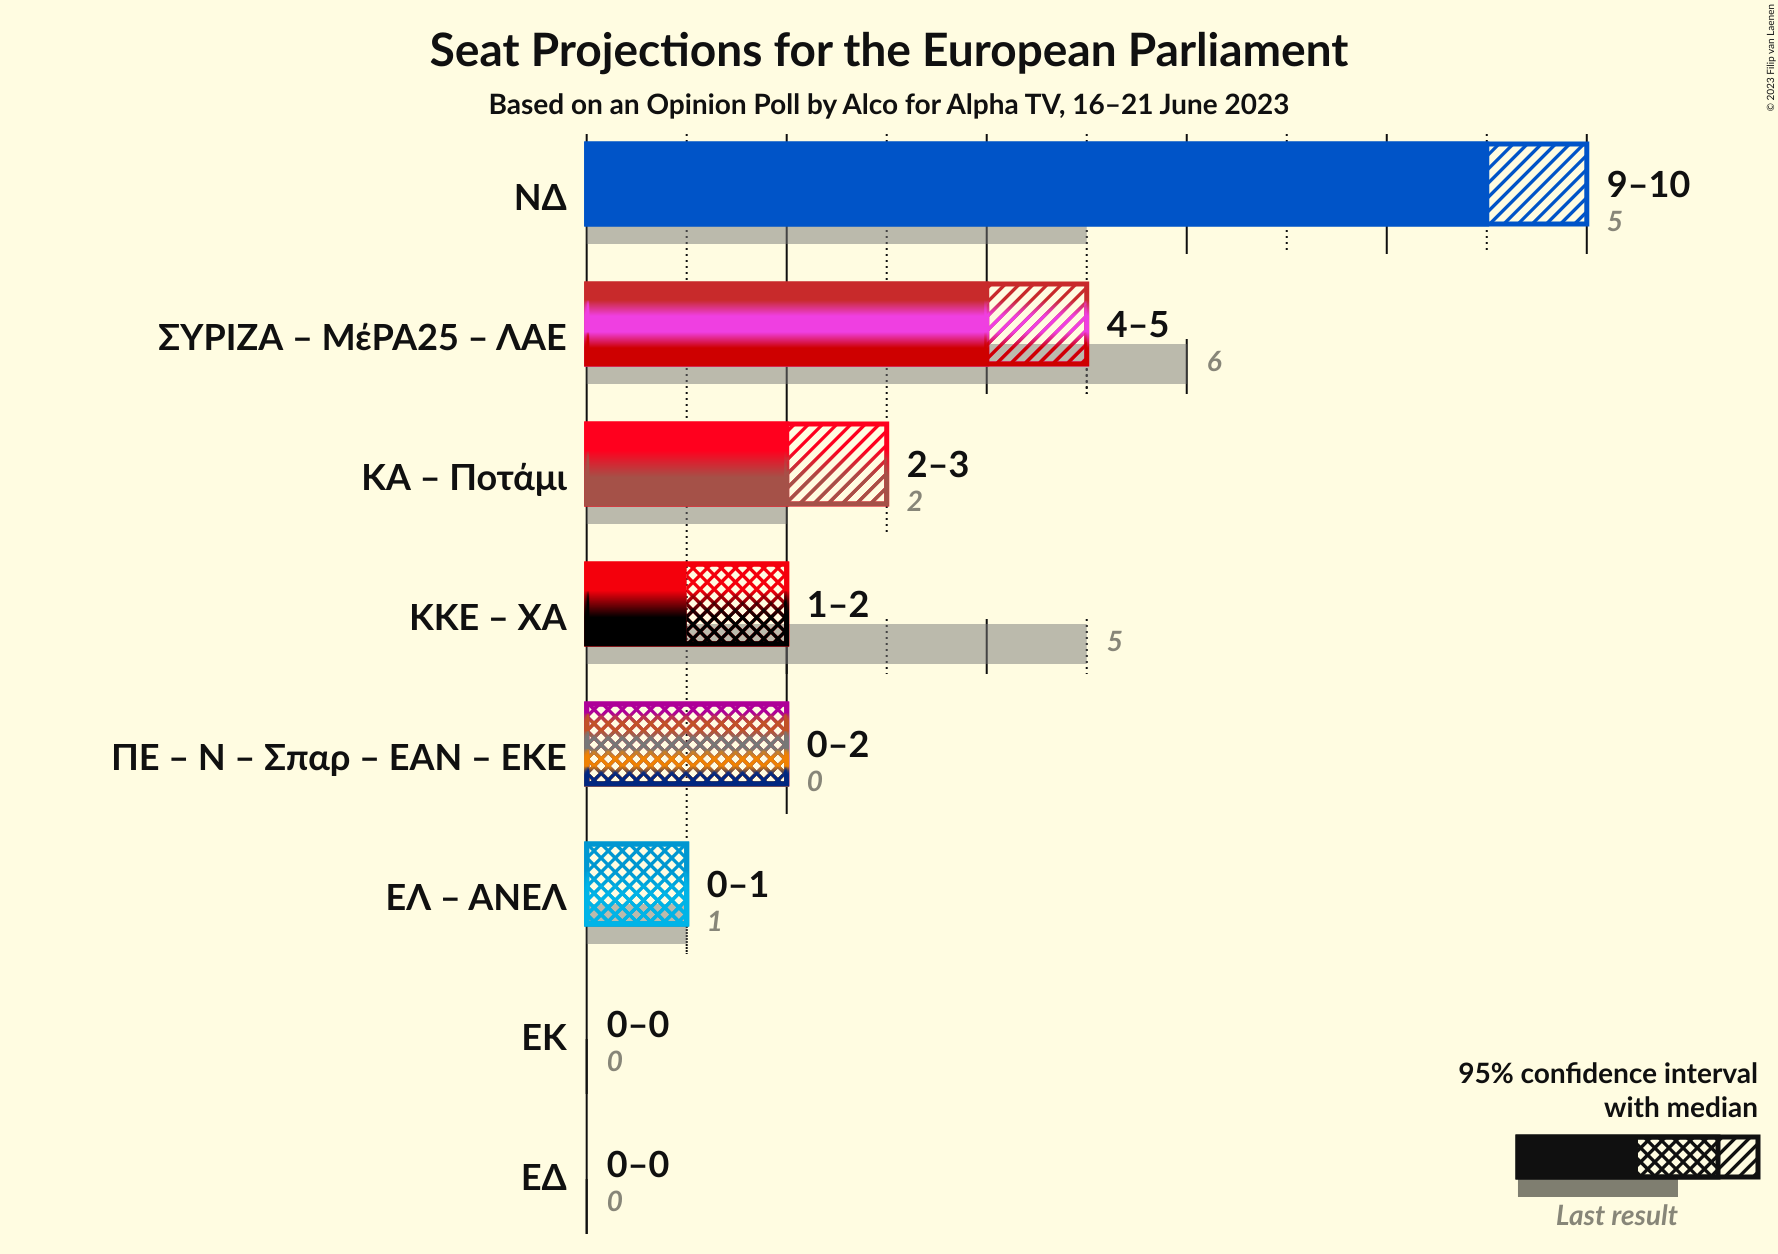 Seat Projections for the European Parliament
Based on an Opinion Poll by Alco for Alpha TV, 16–21 June 2023
© 2023 Filip van Laenen
ΝΔ
9–10
5
ΣΥΡΙΖΑ – ΜέΡΑ25 – ΛΑΕ
4–5
6
ΚΑ – Ποτάμι
2–3
2
ΚΚΕ – ΧΑ
1–2
5
ΠΕ – Ν – Σπαρ – ΕΑΝ – ΕΚΕ
0–2
0
ΕΛ – ΑΝΕΛ
0–1
1
ΕΚ
0–0
0
ΕΔ
0–0
0
95% confidence interval
with median
Last result